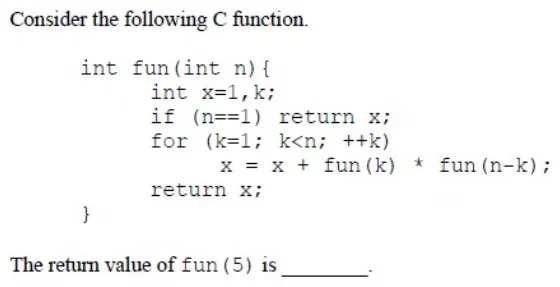 Consider the following C function.
int fun(int n){
int x=1,k;
if (n==1) return x;
for (k=1; k<n; ++k)
x = x + fun(k) * fun(n-k);
return x;
}
The return value of fun(5) is ________.